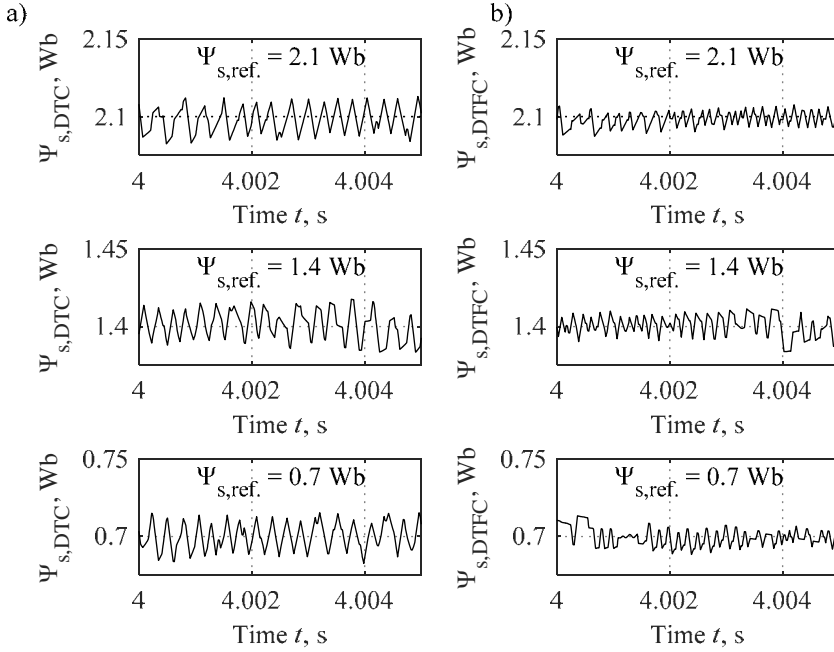 a)
b)
Ψs,DTC, Wb
2.15
2.1
Ψs,ref. = 2.1 Wb
4
4.002
4.004
Time t, s
Ψs,DTFC, Wb
2.15
2.1
Ψs,ref. = 2.1 Wb
4
4.002
4.004
Time t, s
Ψs,DTC, Wb
1.45
1.4
Ψs,ref. = 1.4 Wb
4
4.002
4.004
Time t, s
Ψs,DTFC, Wb
1.45
1.4
Ψs,ref. = 1.4 Wb
4
4.002
4.004
Time t, s
Ψs,DTC, Wb
0.75
0.7
Ψs,ref. = 0.7 Wb
4
4.002
4.004
Time t, s
Ψs,DTFC, Wb
0.75
0.7
Ψs,ref. = 0.7 Wb
4
4.002
4.004
Time t, s